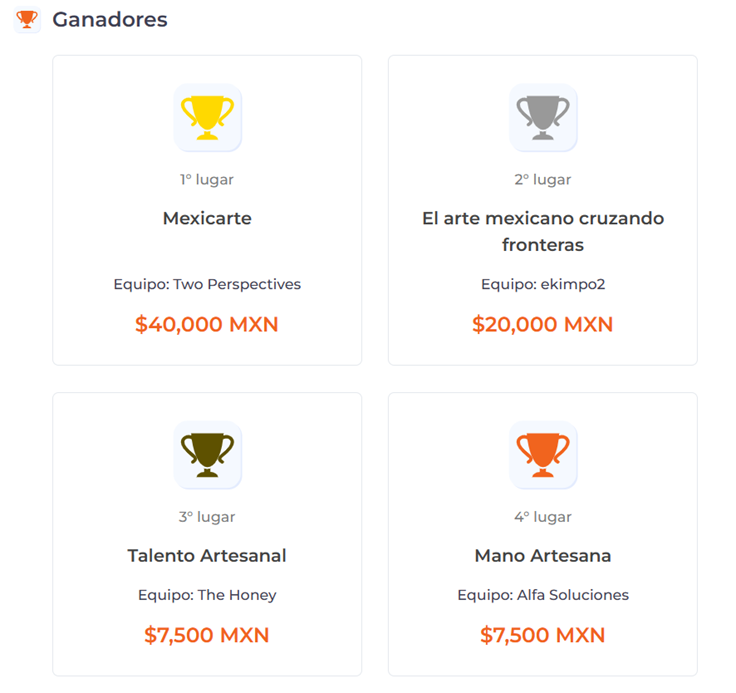 Ganadores
1° lugar
Mexicarte
Equipo: Two Perspectives
$40,000 MXN
2° lugar
El arte mexicano cruzando
fronteras
Equipo: ekimpo2
$20,000 MXN
3° lugar
Talento Artesanal
Equipo: The Honey
$7,500 MXN
4° lugar
Mano Artesana
Equipo: Alfa Soluciones
$7,500 MXN